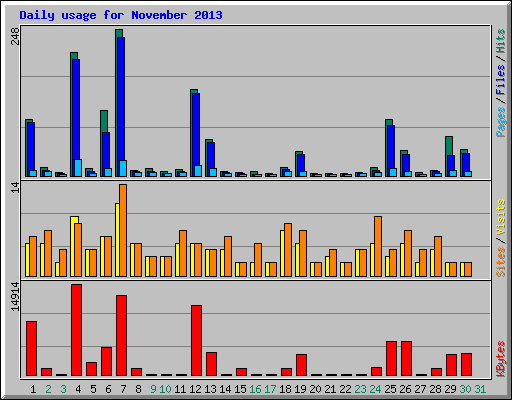 Daily usage for November 2013
248
Pages / Files / Hits
14
Sites / Visits
14914
KBytes
1 2 3 4 5 6 7 8 9 10 11 12 13 14 15 16 17 18 19 20 21 22 23 24 25 26 27 28 29 30 31